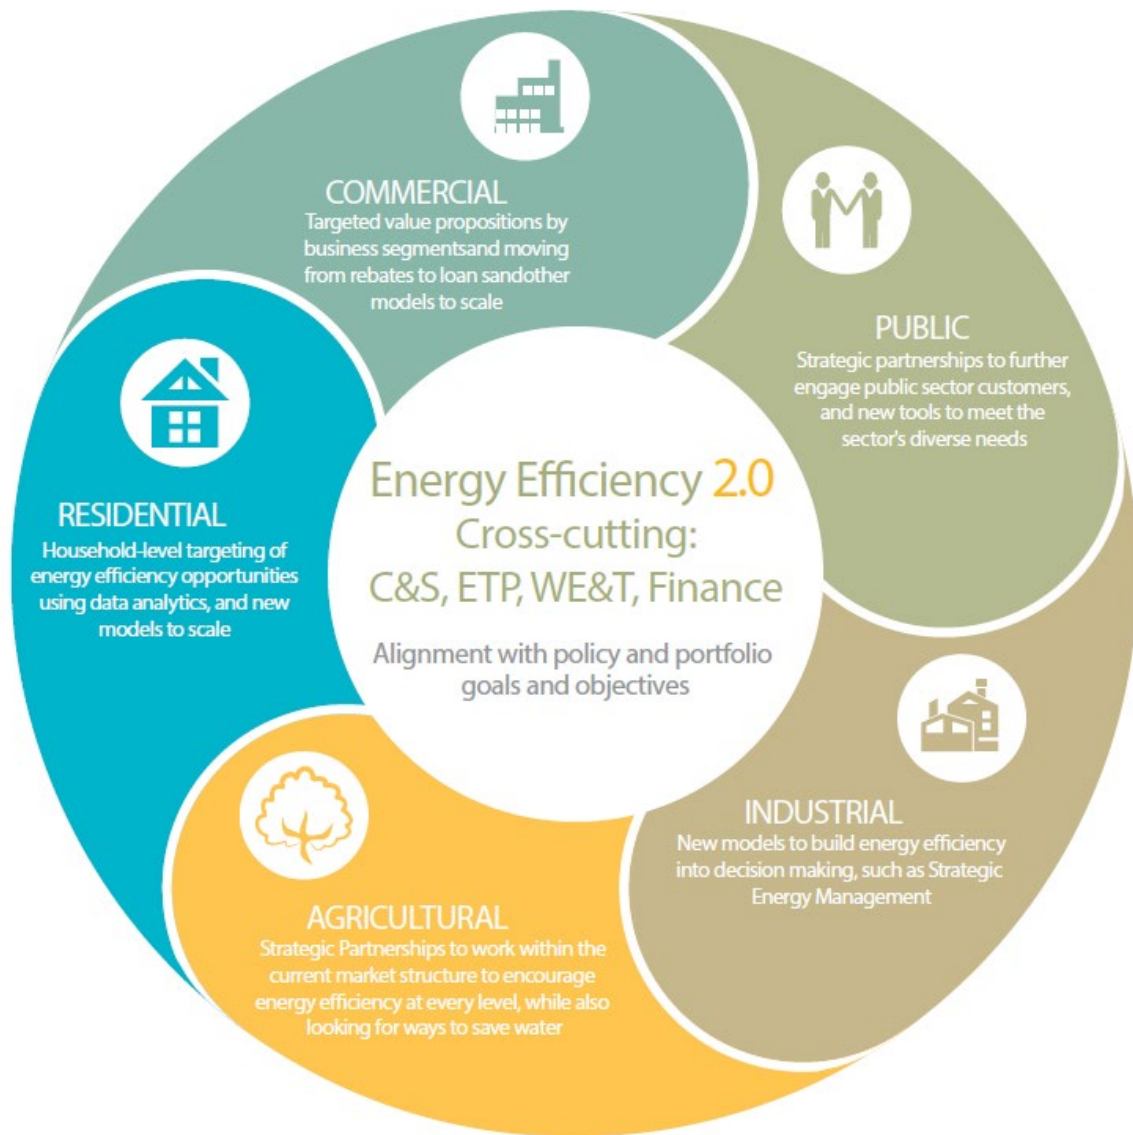 COMMERCIAL
Targeted value propositions by
business segmentsand moving
from rebates to loan sandother
models to scale
PUBLIC
Strategic partnerships to further
engage public sector customers,
and new tools to meet the
sector's diverse needs
RESIDENTIAL
Household-level targeting of
energy efficiency opportunities
using data analytics, and new
models to scale
Energy Efficiency 2.0
Cross-cutting:
C&S, ETP, WE&T, Finance
Alignment with policy and portfolio
goals and objectives
INDUSTRIAL
New models to build energy efficiency
into decision making, such as Strategic
Energy Management
AGRICULTURAL
Strategic Partnerships to work within the
current market structure to encourage
energy efficiency at every level, while also
looking for ways to save water